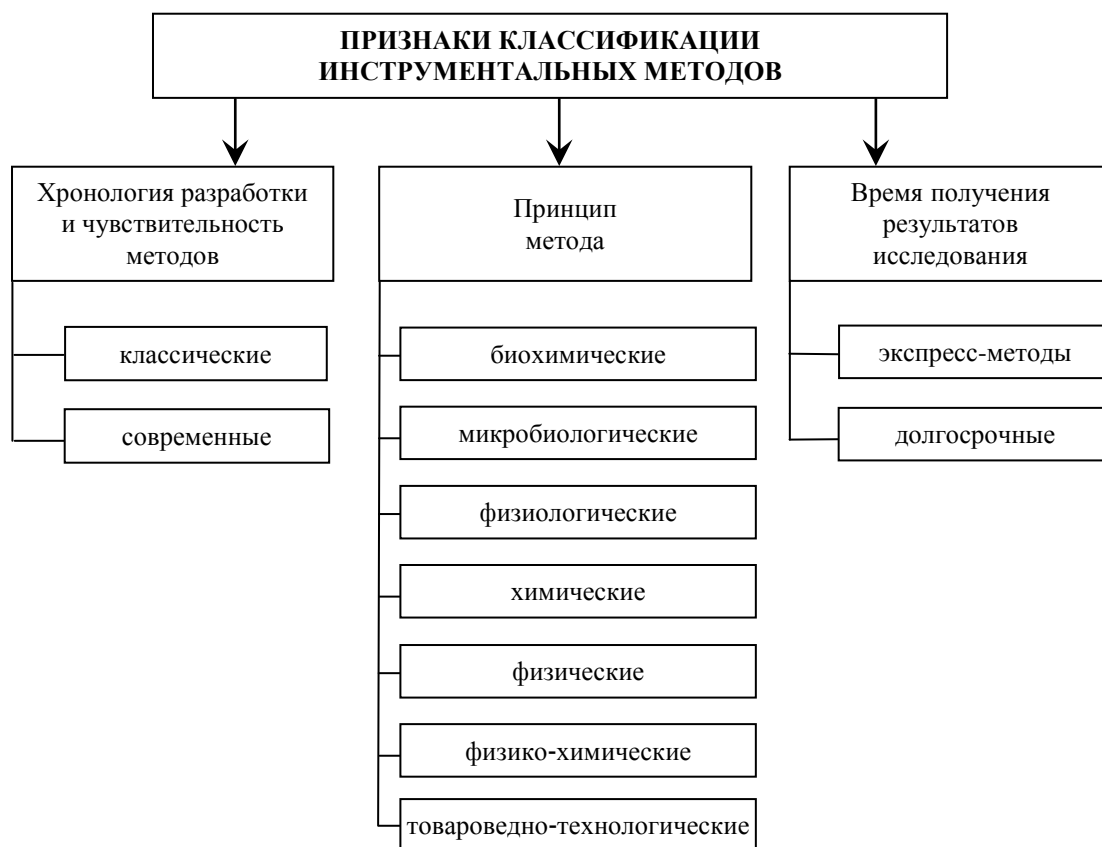 ПРИЗНАКИ КЛАССИФИКАЦИИ
ИНСТРУМЕНТАЛЬНЫХ МЕТОДОВ
Хронология разработки
и чувствительность
методов
классические
современные
Принцип
метода
биохимические
микробиологические
физиологические
химические
физические
физико-химические
товароведно-технологические
Время получения
результатов
исследования
экспресс-методы
долгосрочные